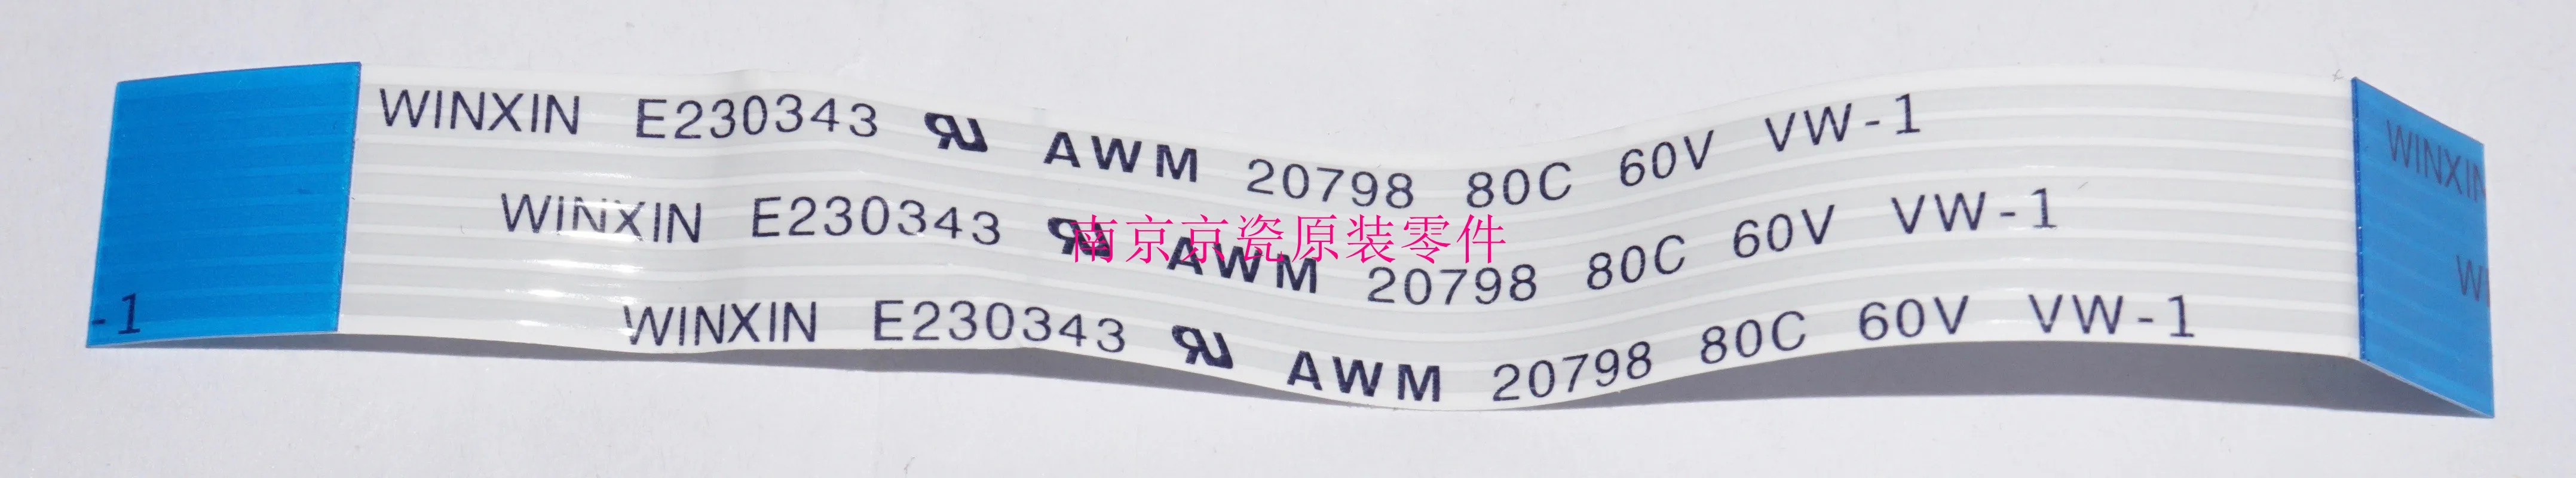 WINXIN E230343 AWM 20798 80C 60V VW-1
WINXIN
WINXIN E230343 AWM 20798 80C 60V VW-1
南京京瓷原装零件
W
-1
WINXIN E230343 AWM 20798 80C 60V VW-1